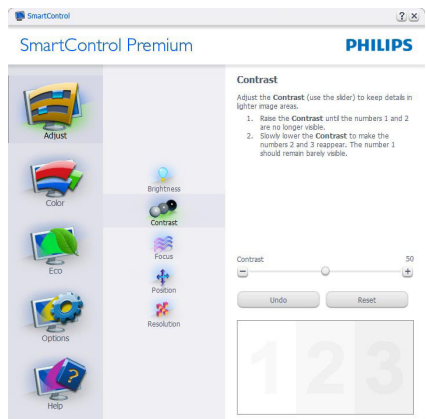 SmartControl
SmartControl Premium
PHILIPS
Adjust
Color
Eco
Options
Help
Brightness
Contrast
Focus
Position
Resolution
Contrast
Adjust the Contrast (use the slider) to keep details in
lighter image areas.
1. Raise the Contrast until the numbers 1 and 2
are no longer visible.
2. Slowly lower the Contrast to make the
numbers 2 and 3 reappear. The number 1
should remain barely visible.
Contrast 50
Undo Reset
1 2 3